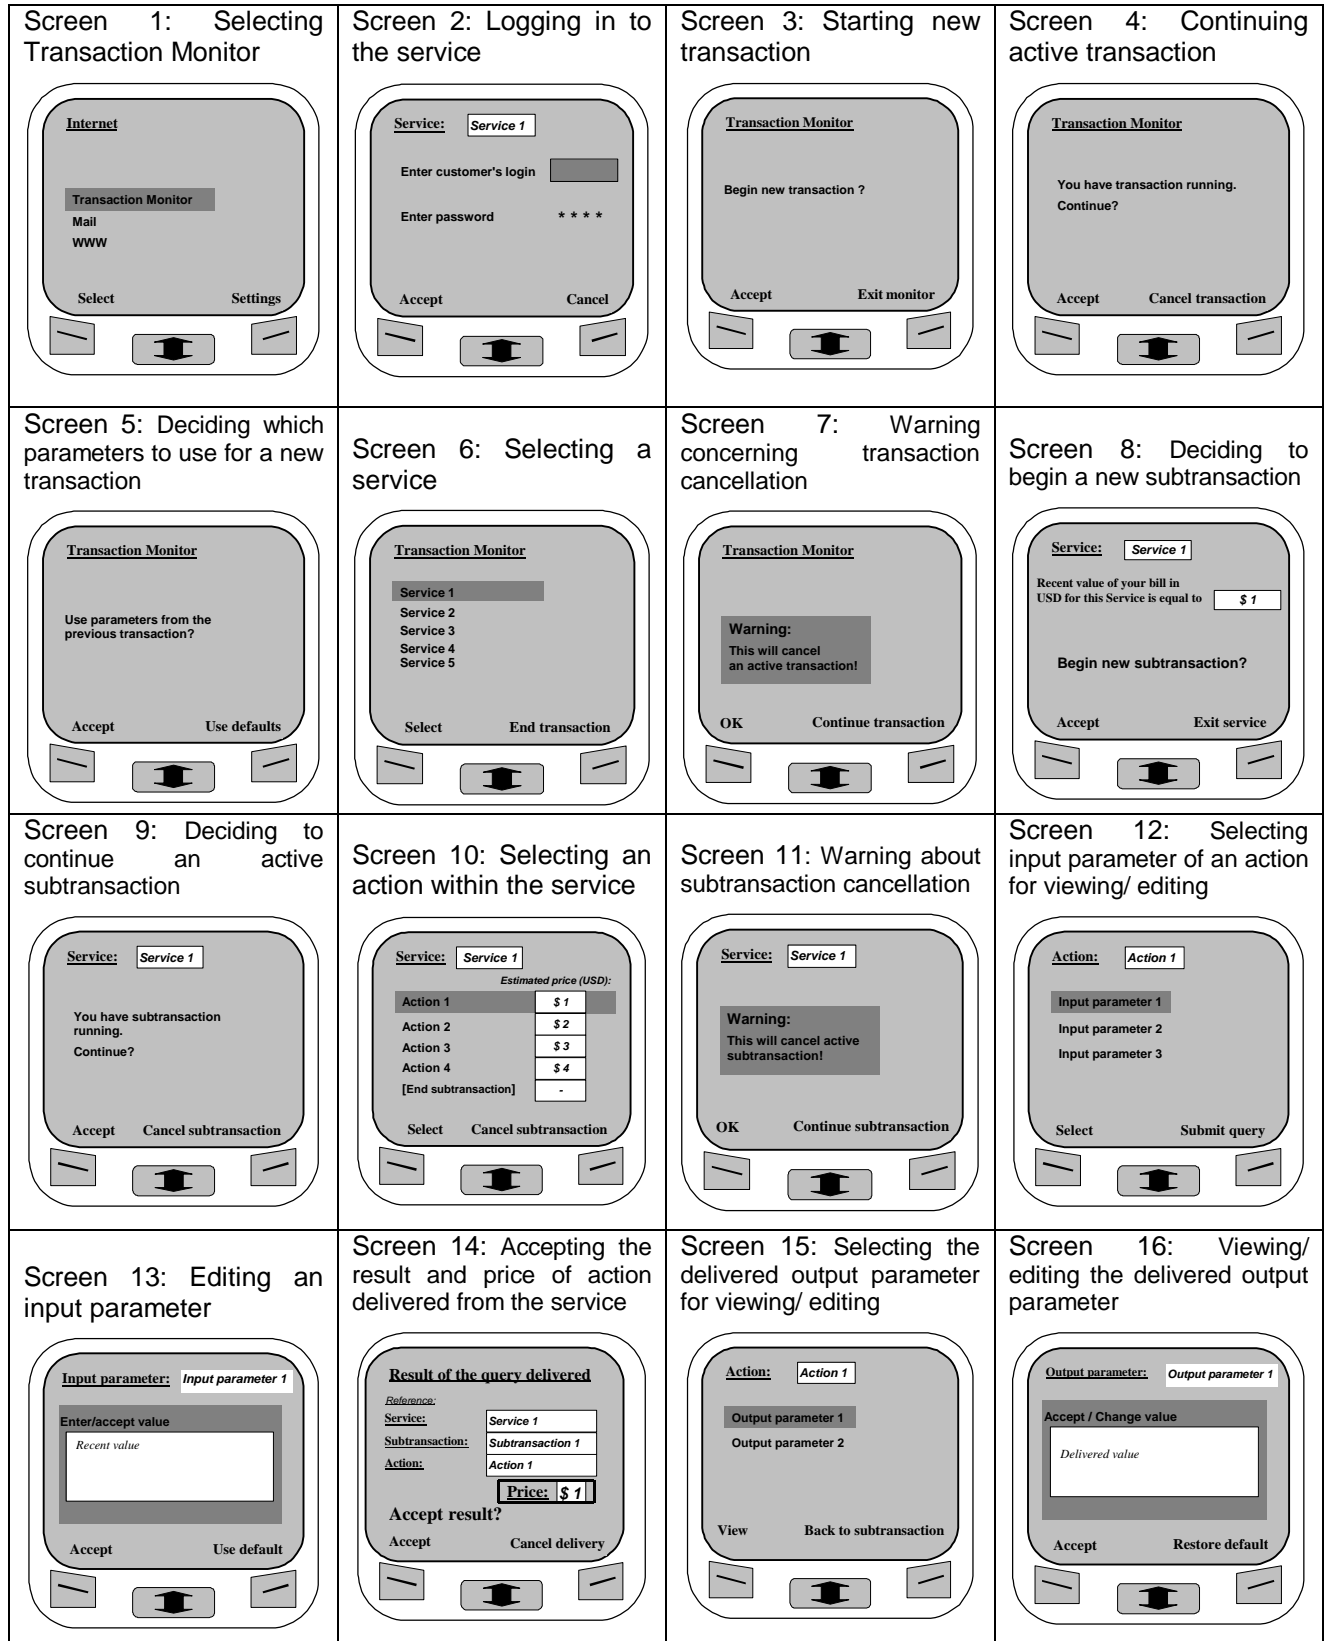 Screen 1: Selecting
Transaction Monitor
Internet
Transaction Monitor
Mail
WWW
Select Settings
Screen 2: Logging in to
the service
Service: Service 1
Enter customer's login
Enter password * * * *
Accept Cancel
Screen 3: Starting new
transaction
Transaction Monitor
Begin new transaction ?
Accept Exit monitor
Screen 4: Continuing
active transaction
Transaction Monitor
You have transaction running.
Continue?
Accept Cancel transaction
Screen 5: Deciding which
parameters to use for a new
transaction
Transaction Monitor
Use parameters from the
previous transaction?
Accept Use defaults
Screen 6: Selecting a
service
Transaction Monitor
Service 1
Service 2
Service 3
Service 4
Service 5
Select End transaction
Screen 7: Warning
concerning transaction
cancellation
Transaction Monitor
Warning:
This will cancel
an active transaction!
OK Continue transaction
Screen 8: Deciding to
begin a new subtransaction
Service: Service 1
Recent value of your bill in
USD for this Service is equal to $ 1
Begin new subtransaction?
Accept Exit service
Screen 9: Deciding to
continue an active
subtransaction
Service: Service 1
You have subtransaction
running.
Continue?
Accept Cancel subtransaction
Screen 10: Selecting an
action within the service
Service: Service 1
Estimated price (USD):
Action 1 $ 1
Action 2 $ 2
Action 3 $ 3
Action 4 $ 4
[End subtransaction] -
Select Cancel subtransaction
Screen 11: Warning about
subtransaction cancellation
Service: Service 1
Warning:
This will cancel active
subtransaction!
OK Continue subtransaction
Screen 12: Selecting
input parameter of an action
for viewing/ editing
Action: Action 1
Input parameter 1
Input parameter 2
Input parameter 3
Select Submit query
Screen 13: Editing an
input parameter
Input parameter: Input parameter 1
Enter/accept value
Recent value
Accept Use default
Screen 14: Accepting the
result and price of action
delivered from the service
Result of the query delivered
Reference:
Service: Service 1
Subtransaction: Subtransaction 1
Action: Action 1
Price: $ 1
Accept result?
Accept Cancel delivery
Screen 15: Selecting the
delivered output parameter
for viewing/ editing
Action: Action 1
Output parameter 1
Output parameter 2
View Back to subtransaction
Screen 16: Viewing/
editing the delivered output
parameter
Output parameter: Output parameter 1
Accept / Change value
Delivered value
Accept Restore default